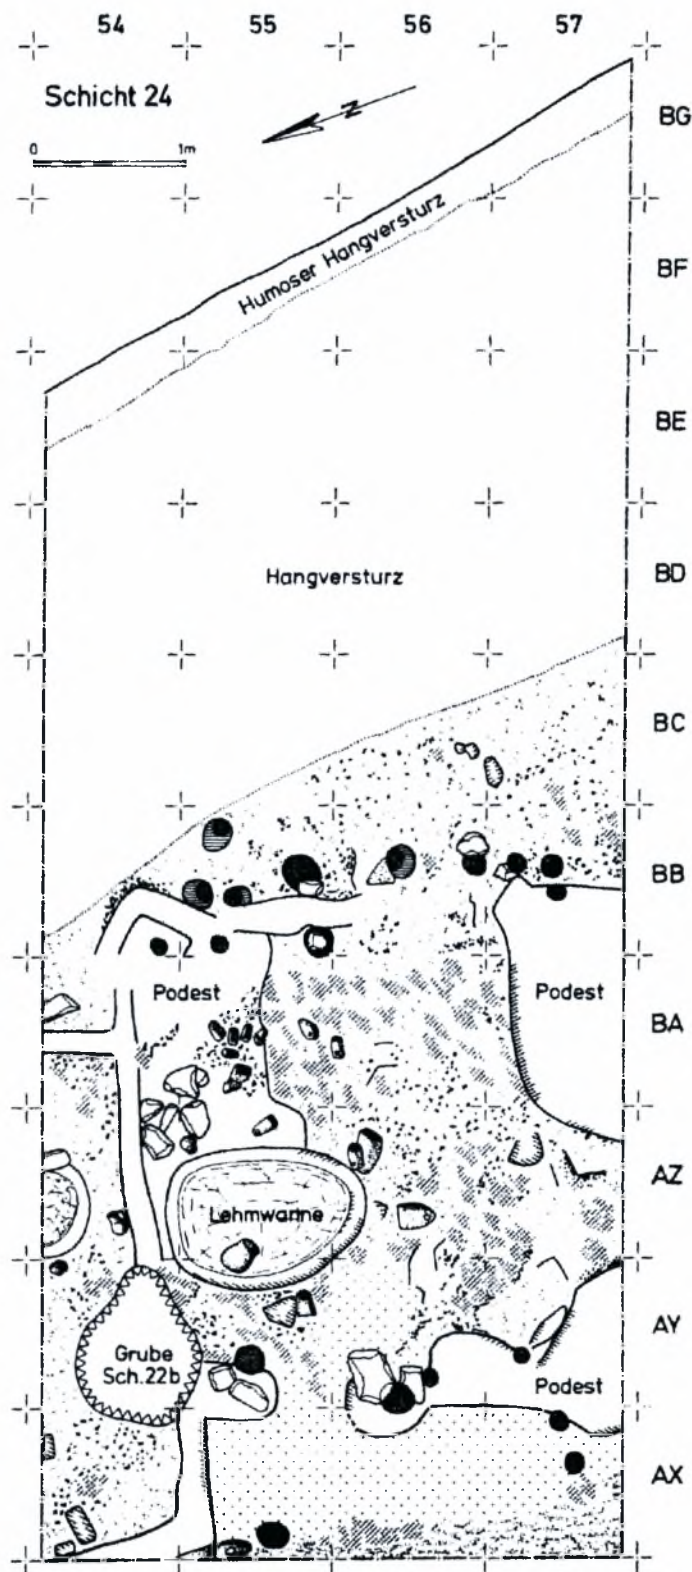 54 55 56 57
Schicht 24
N
0 1m
BG
Humoser Hangversturz
BF
BE
Hangversturz
BD
BC
BB
Podest
Podest
BA
Lehmwanne
AZ
Grube
Sch. 22b
AY
Podest
AX